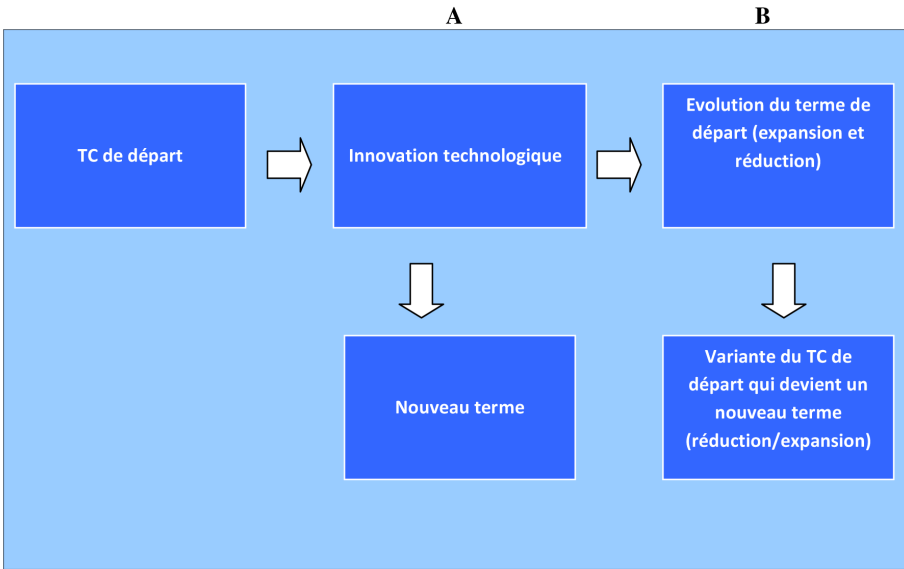 A
B
TC de départ
Innovation technologique
Evolution du terme de
départ (expansion et
réduction)
Nouveau terme
Variante du TC de
départ qui devient un
nouveau terme
(réduction/expansion)